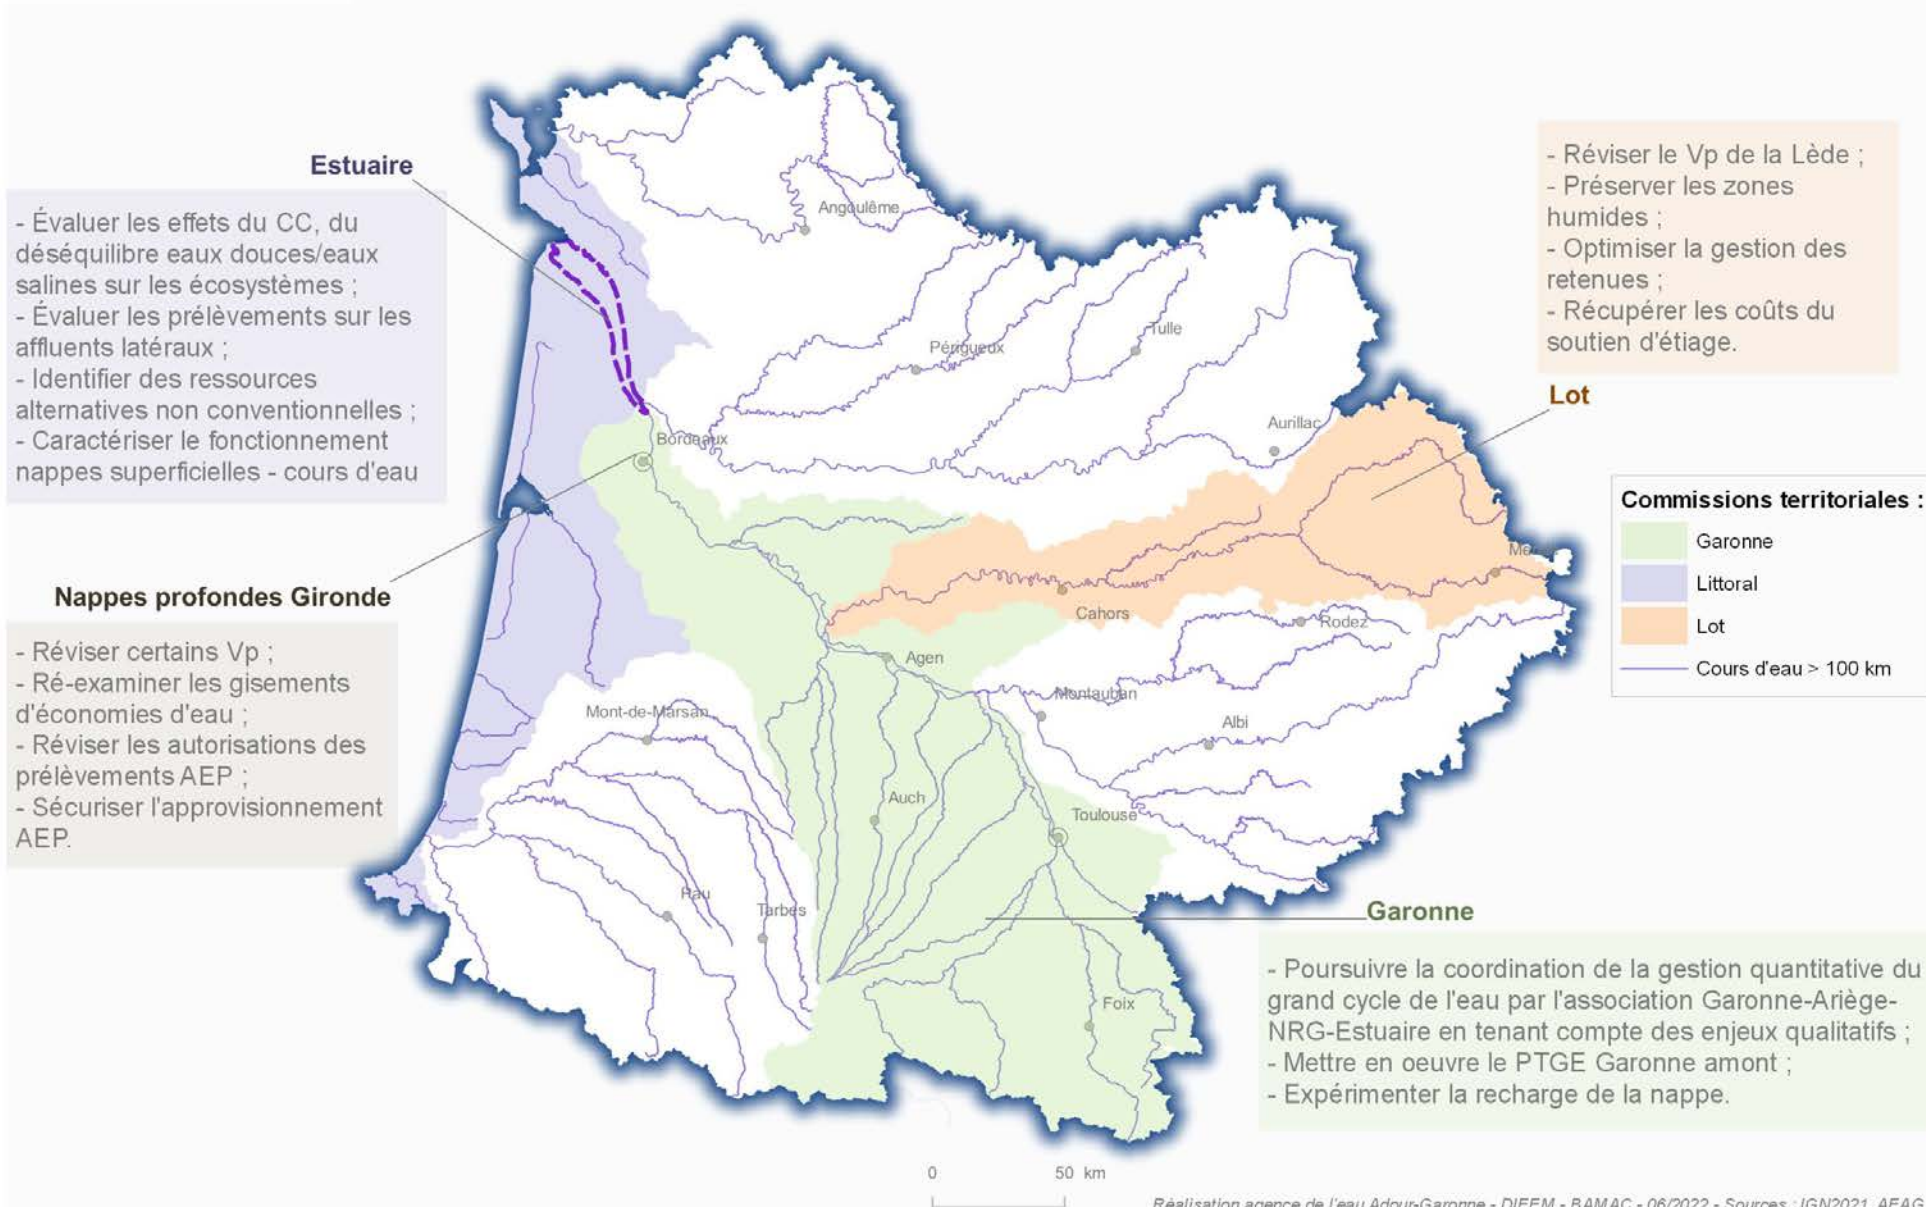 Estuaire
- Évaluer les effets du CC, du
déséquilibre eaux douces/eaux
salines sur les écosystèmes ;
- Évaluer les prélèvements sur les
affluents latéraux ;
- Identifier des ressources
alternatives non conventionnelles ;
- Caractériser le fonctionnement
nappes superficielles - cours d'eau
Nappes profondes Gironde
- Réviser certains Vp ;
- Ré-examiner les gisements
d'économies d'eau ;
- Réviser les autorisations des
prélèvements AEP ;
- Sécuriser l'approvisionnement
AEP.
Angoulême
Périgueux
Tulle
Bordeaux
Aurillac
Cahors
Rodez
Agen
Montauban
Mont-de-Marsan
Albi
Auch
Toulouse
Pau
Tarbes
Foix
- Réviser le Vp de la Lède ;
- Préserver les zones
humides ;
- Optimiser la gestion des
retenues ;
- Récupérer les coûts du
soutien d'étiage.
Lot
Commissions territoriales :
Garonne
Littoral
Lot
Cours d'eau > 100 km
Garonne
- Poursuivre la coordination de la gestion quantitative du
grand cycle de l'eau par l'association Garonne-Ariège-
NRG-Estuaire en tenant compte des enjeux qualitatifs ;
- Mettre en oeuvre le PTGE Garonne amont ;
- Expérimenter la recharge de la nappe.
0 50 km
Réalisation agence de l'eau Adour-Garonne - DIEEM - BAMAC - 06/2022 - Sources : IGN2021, AEAG